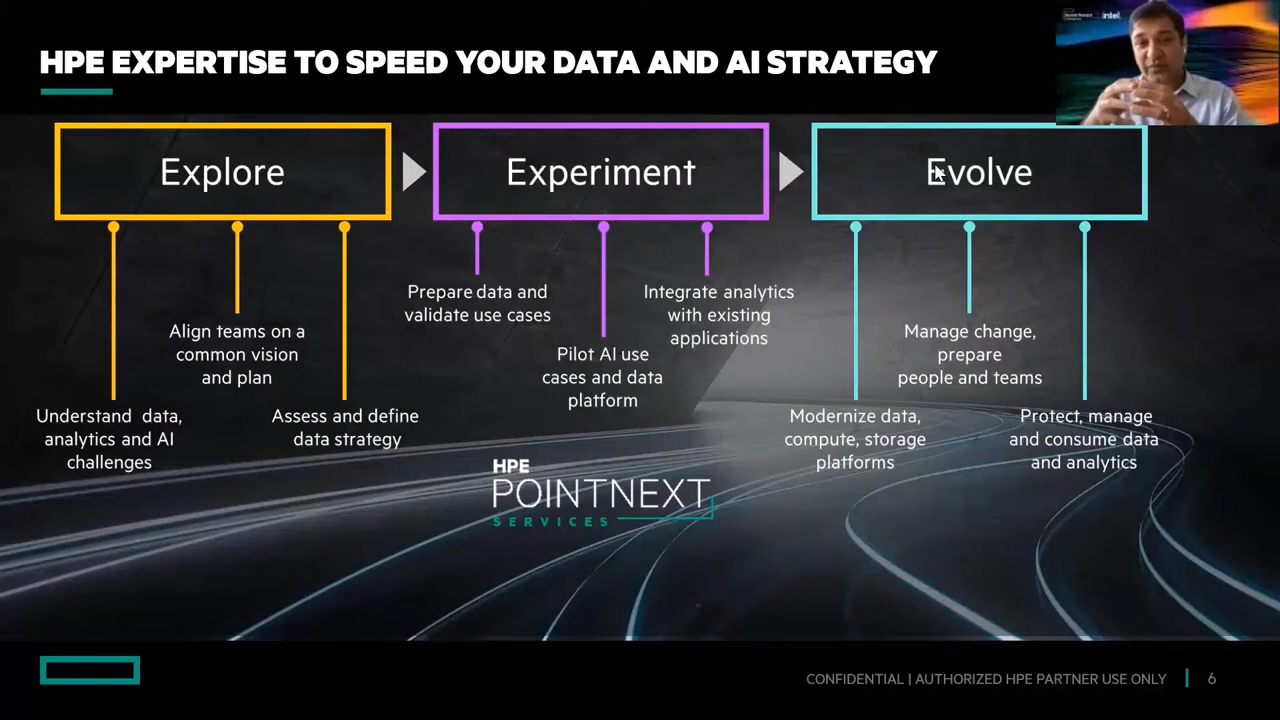 HPE EXPERTISE TO SPEED YOUR DATA AND AI STRATEGY
intel
Explore
Experiment
Evolve
Understand data,
analytics and AI
challenges
Align teams on a
common vision
and plan
Assess and define
data strategy
Prepare data and
validate use cases
Pilot AI use
cases and data
platform
Integrate analytics
with existing
applications
Modernize data,
compute, storage
platforms
Manage change,
prepare
people and teams
Protect, manage
and consume data
and analytics
HPE
POINTNEXT
SERVICES
CONFIDENTIAL | AUTHORIZED HPE PARTNER USE ONLY
6